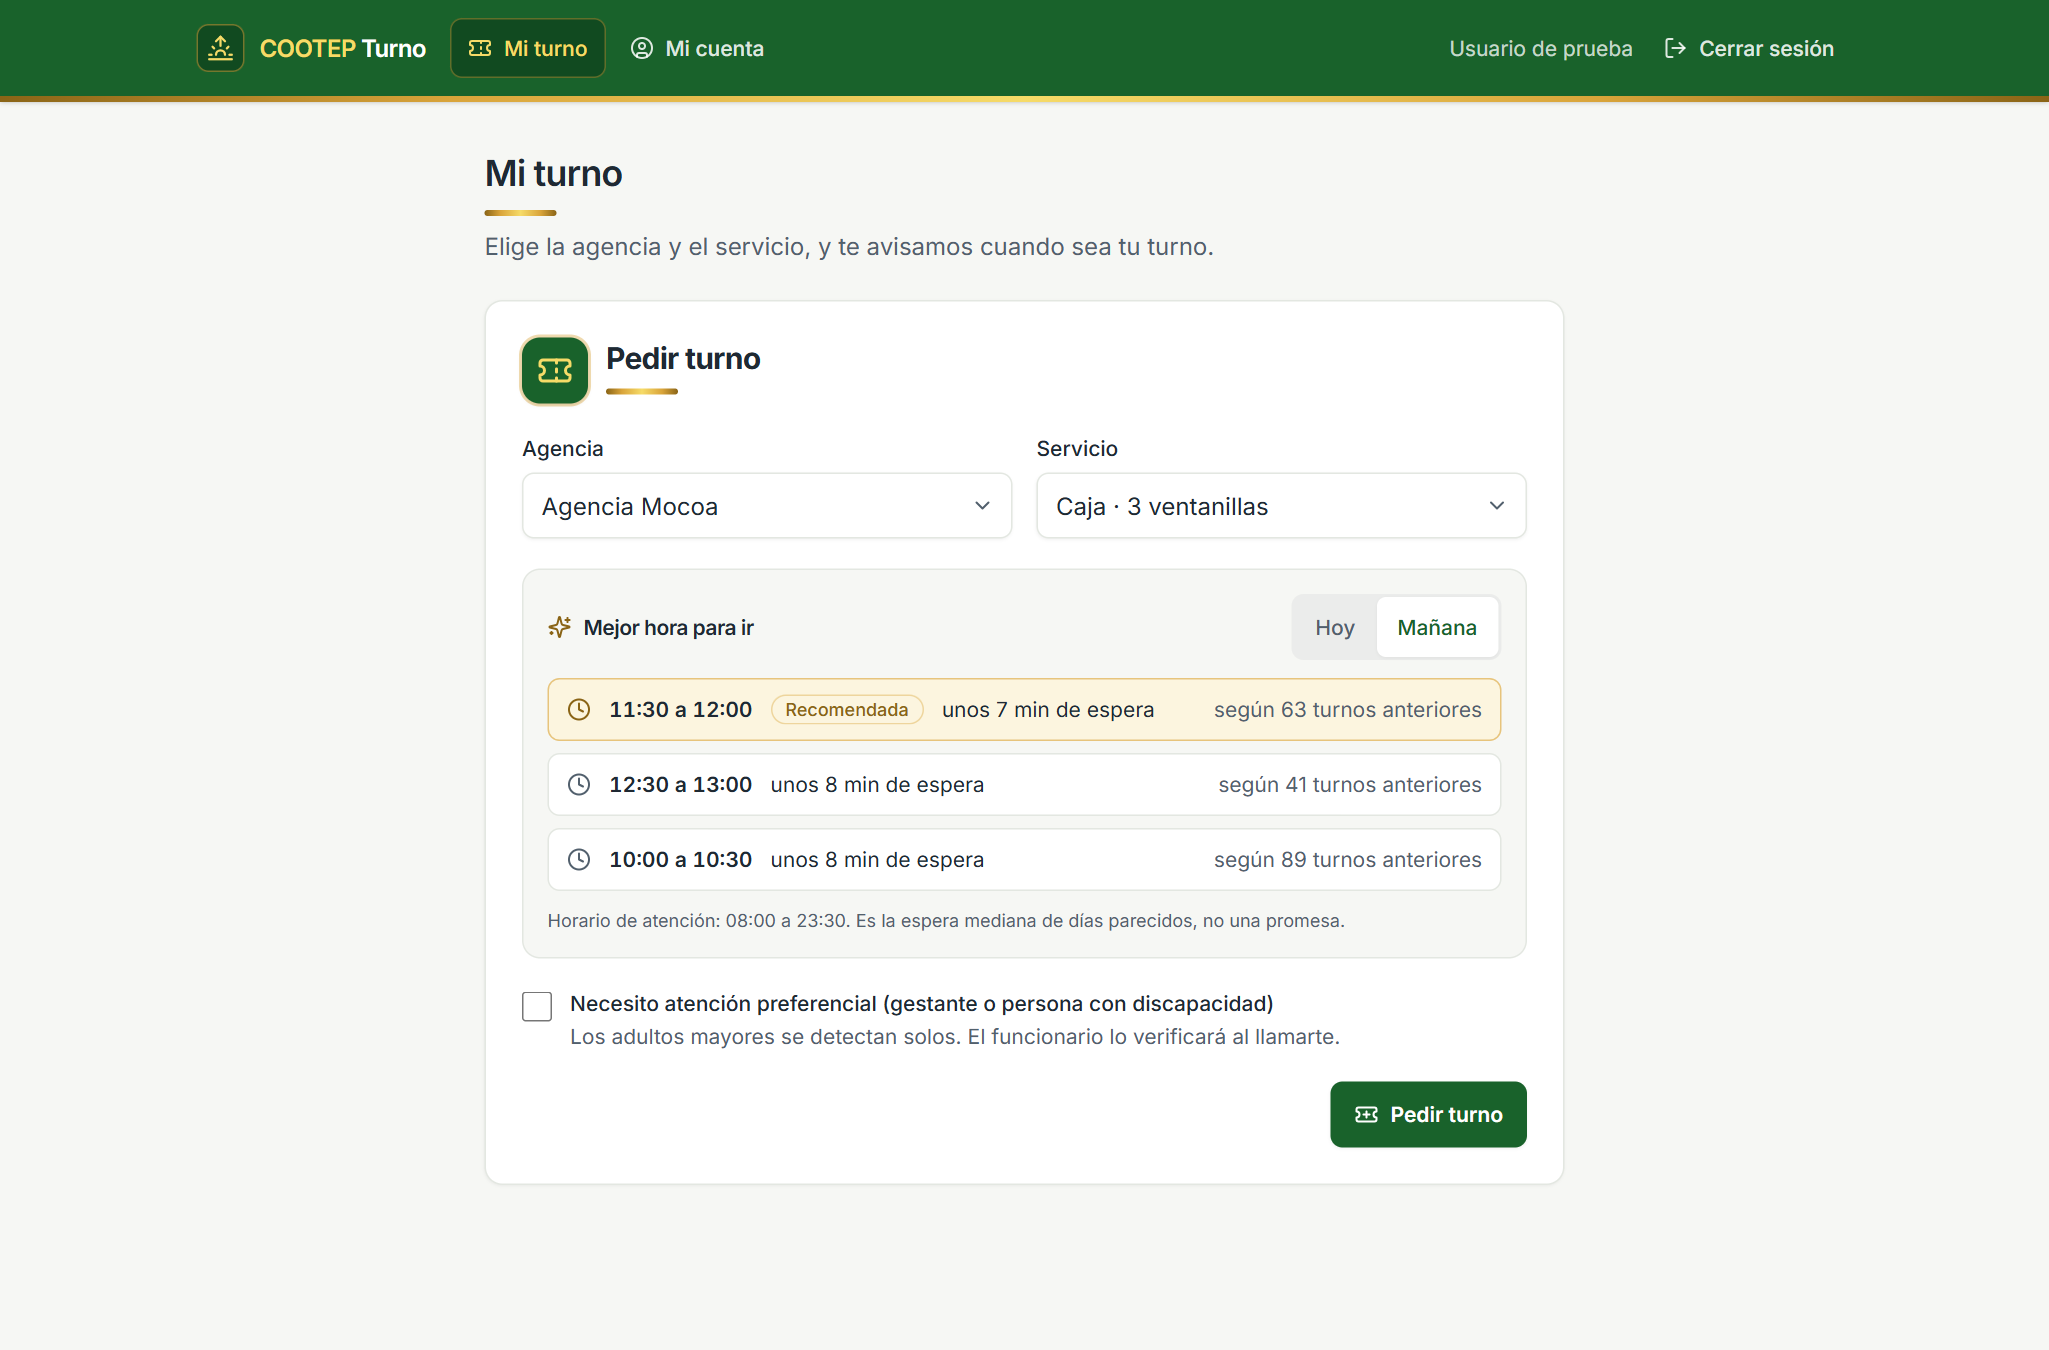 COOTEP Turno
Mi turno
Mi cuenta
Usuario de prueba
Cerrar sesión
Mi turno
Elige la agencia y el servicio, y te avisamos cuando sea tu turno.
Pedir turno
Agencia
Servicio
Agencia Mocoa
Caja · 3 ventanillas
Mejor hora para ir
Hoy
Mañana
11:30 a 12:00 Recomendada unos 7 min de espera según 63 turnos anteriores
12:30 a 13:00 unos 8 min de espera según 41 turnos anteriores
10:00 a 10:30 unos 8 min de espera según 89 turnos anteriores
Horario de atención: 08:00 a 23:30. Es la espera mediana de días parecidos, no una promesa.
Necesito atención preferencial (gestante o persona con discapacidad)
Los adultos mayores se detectan solos. El funcionario lo verificará al llamarte.
Pedir turno